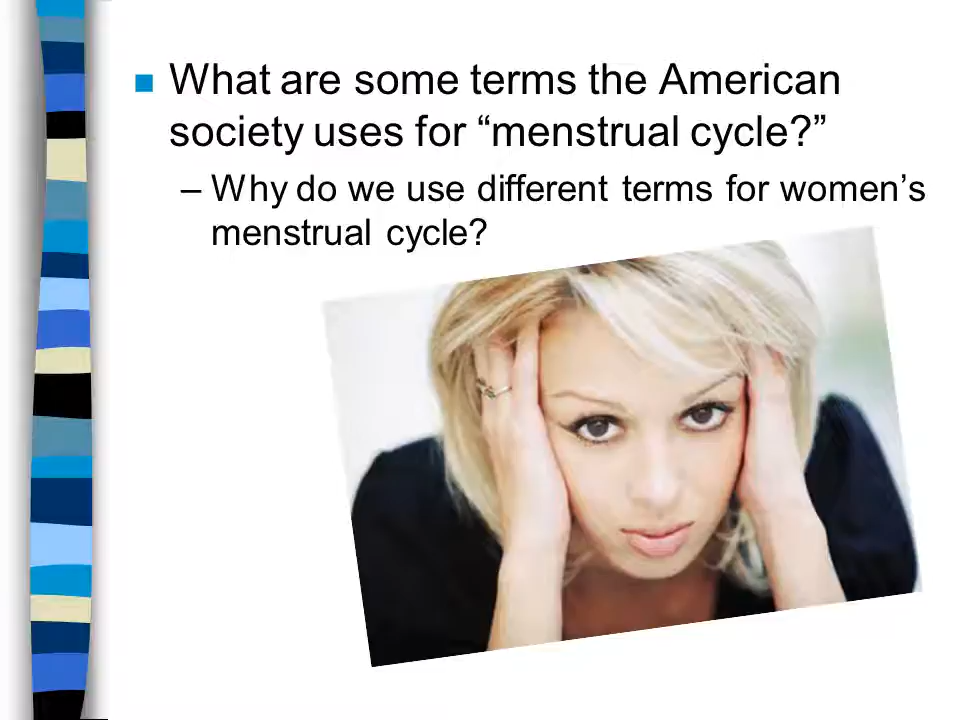 What are some terms the American
society uses for “menstrual cycle?”
– Why do we use different terms for women’s
menstrual cycle?